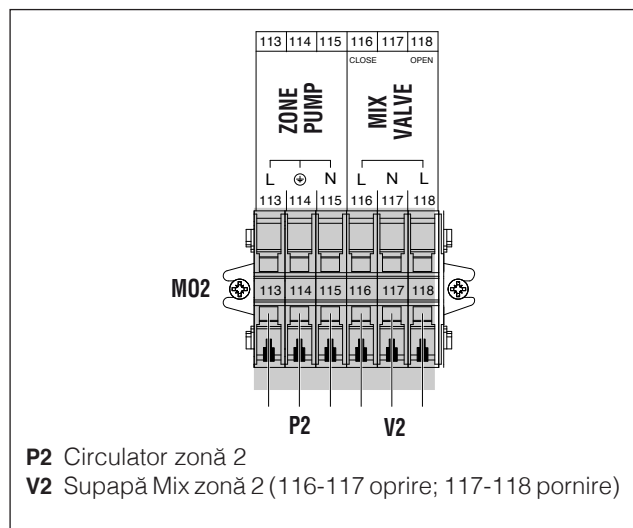 113 114 115 116 117 118
CLOSE OPEN
ZONE
PUMP
MIX
VALVE
L N L N L
113 114 115 116 117 118
M02 113 114 115 116 117 118
P2 V2
P2 Circulator zonă 2
V2 Supapă Mix zonă 2 (116-117 oprire; 117-118 pornire)